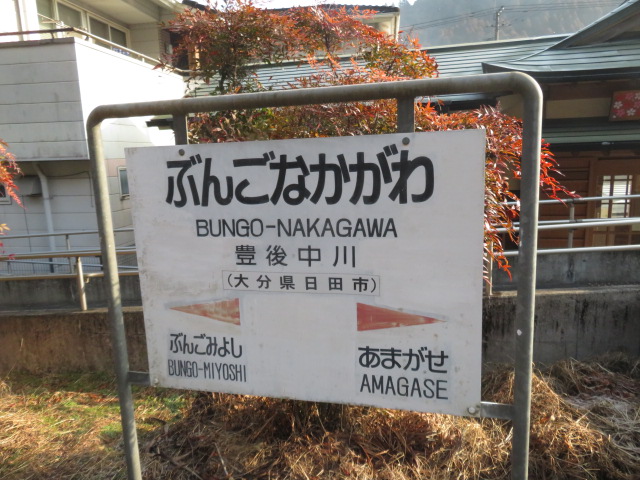 ぶんごなかがわ
BUNGO-NAKAGAWA
豊後中川
(大分県日田市)
ぶんごみよし
BUNGO-MIYOSHI
あまがせ
AMAGASE